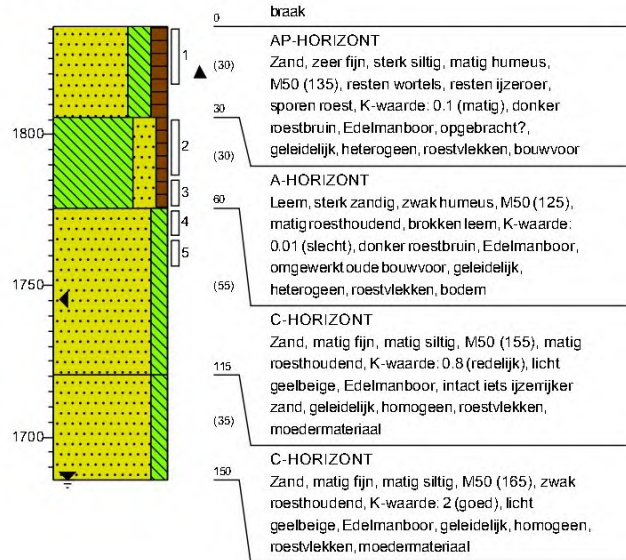 0 braak
AP-HORIZONT
Zand, zeer fijn, sterk siltig, matig humeus,
M50 (135), resten wortels, resten ijzeroer,
sporen roest, K-waarde: 0.1 (matig), donker
roestbruin, Edelmanboor, opgebracht?,
geleidelijk, heterogeen, roestvlekken, bouwvoor
(30)
30
A-HORIZONT
Leem, sterk zandig, zwak humeus, M50 (125),
matig roesthoudend, brokken leem, K-waarde:
0.01 (slecht), donker roestbruin, Edelmanboor,
omgewerkt oude bouwvoor, geleidelijk,
heterogeen, roestvlekken, bodem
(30)
60
C-HORIZONT
Zand, matig fijn, matig siltig, M50 (155), matig
roesthoudend, K-waarde: 0.8 (redelijk), licht
geelbeige, Edelmanboor, intact iets ijzerrijker
zand, geleidelijk, homogeen, roestvlekken,
moedermateriaal
(55)
115
C-HORIZONT
Zand, matig fijn, matig siltig, M50 (165), zwak
roesthoudend, K-waarde: 2 (goed), licht
geelbeige, Edelmanboor, geleidelijk, homogeen,
roestvlekken, moedermateriaal
(35)
150
1800
1750
1700
1
2
3
4
5